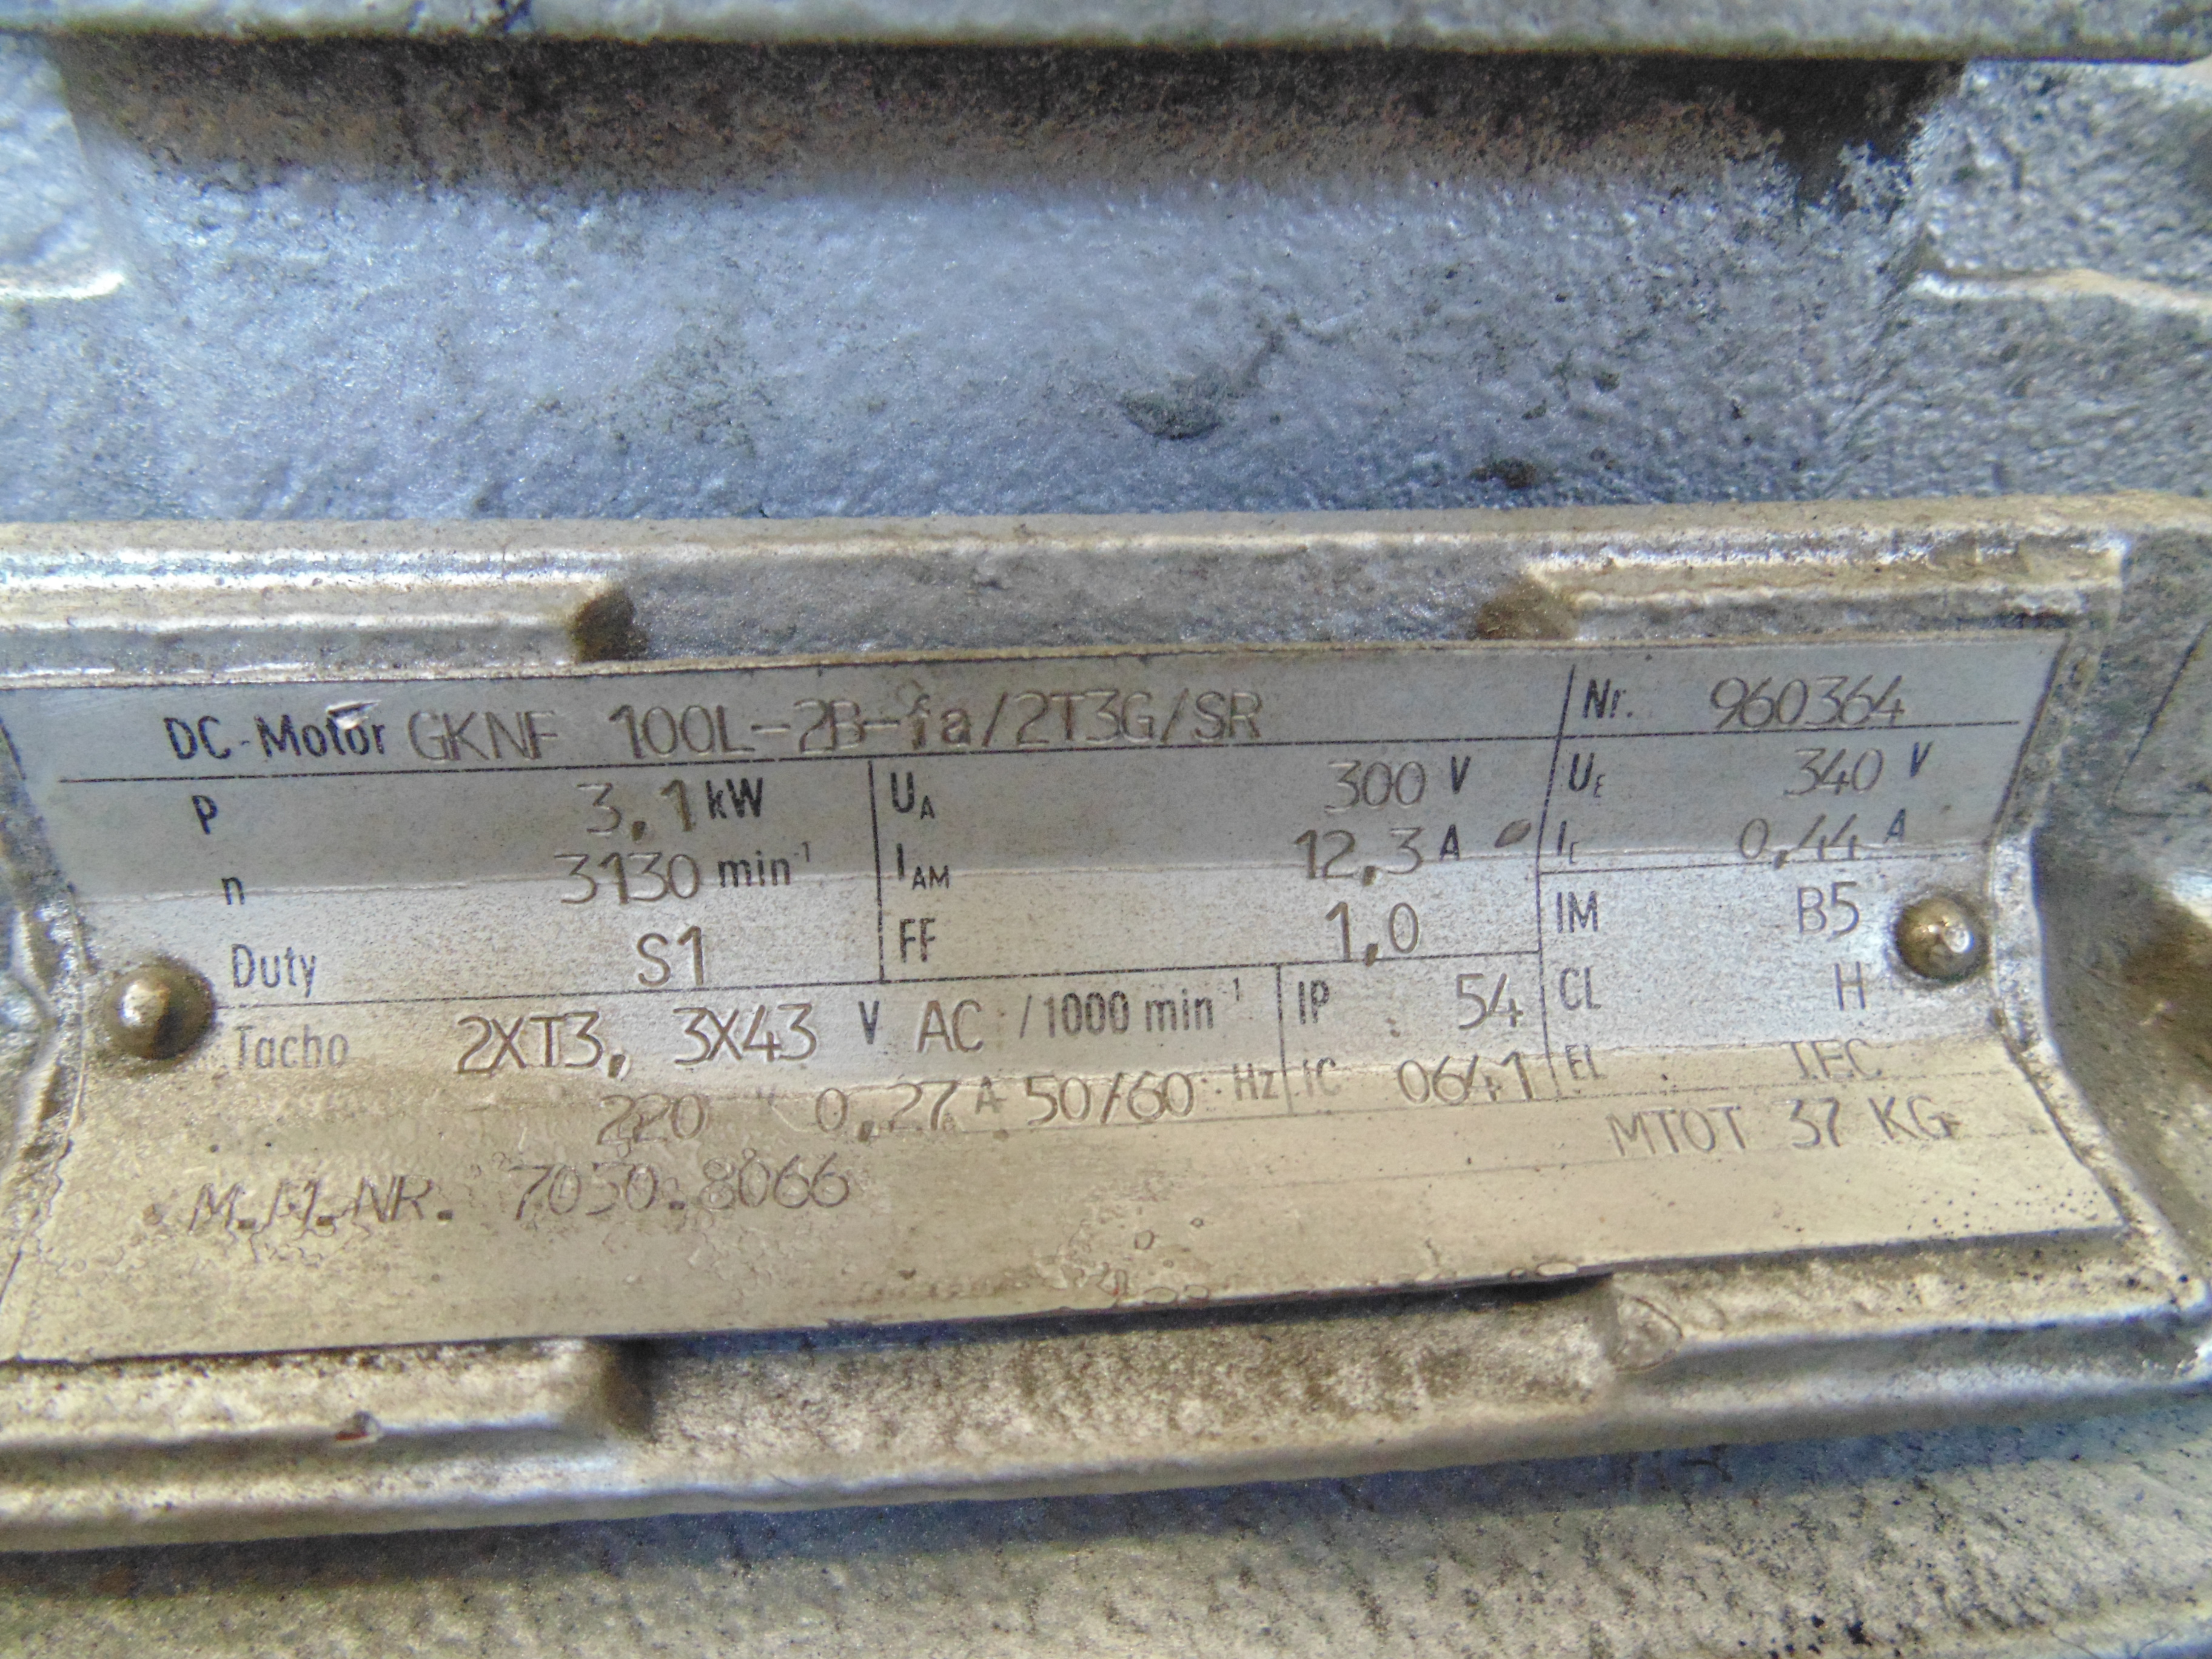 DC-Motor GKNF 100L-2B-fa/2T3G/SR Nr. 960364
P 3,1 kW UA 300 V UE 340 V
n 3130 min-1 IAM 12,3 A IE 0,44 A
Duty S1 FF 1,0 IM B5
Tacho 2XT3, 3X43 V AC /1000 min-1 IP 54 CL H
220 V 0,27 A 50/60 Hz IC 0641 EL IEC
MTOT 37 KG
NR. 7050.8066